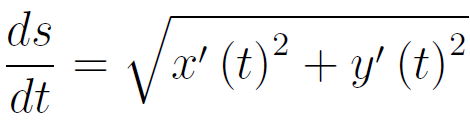 ds/dt = √(x′(t)² + y′(t)²)